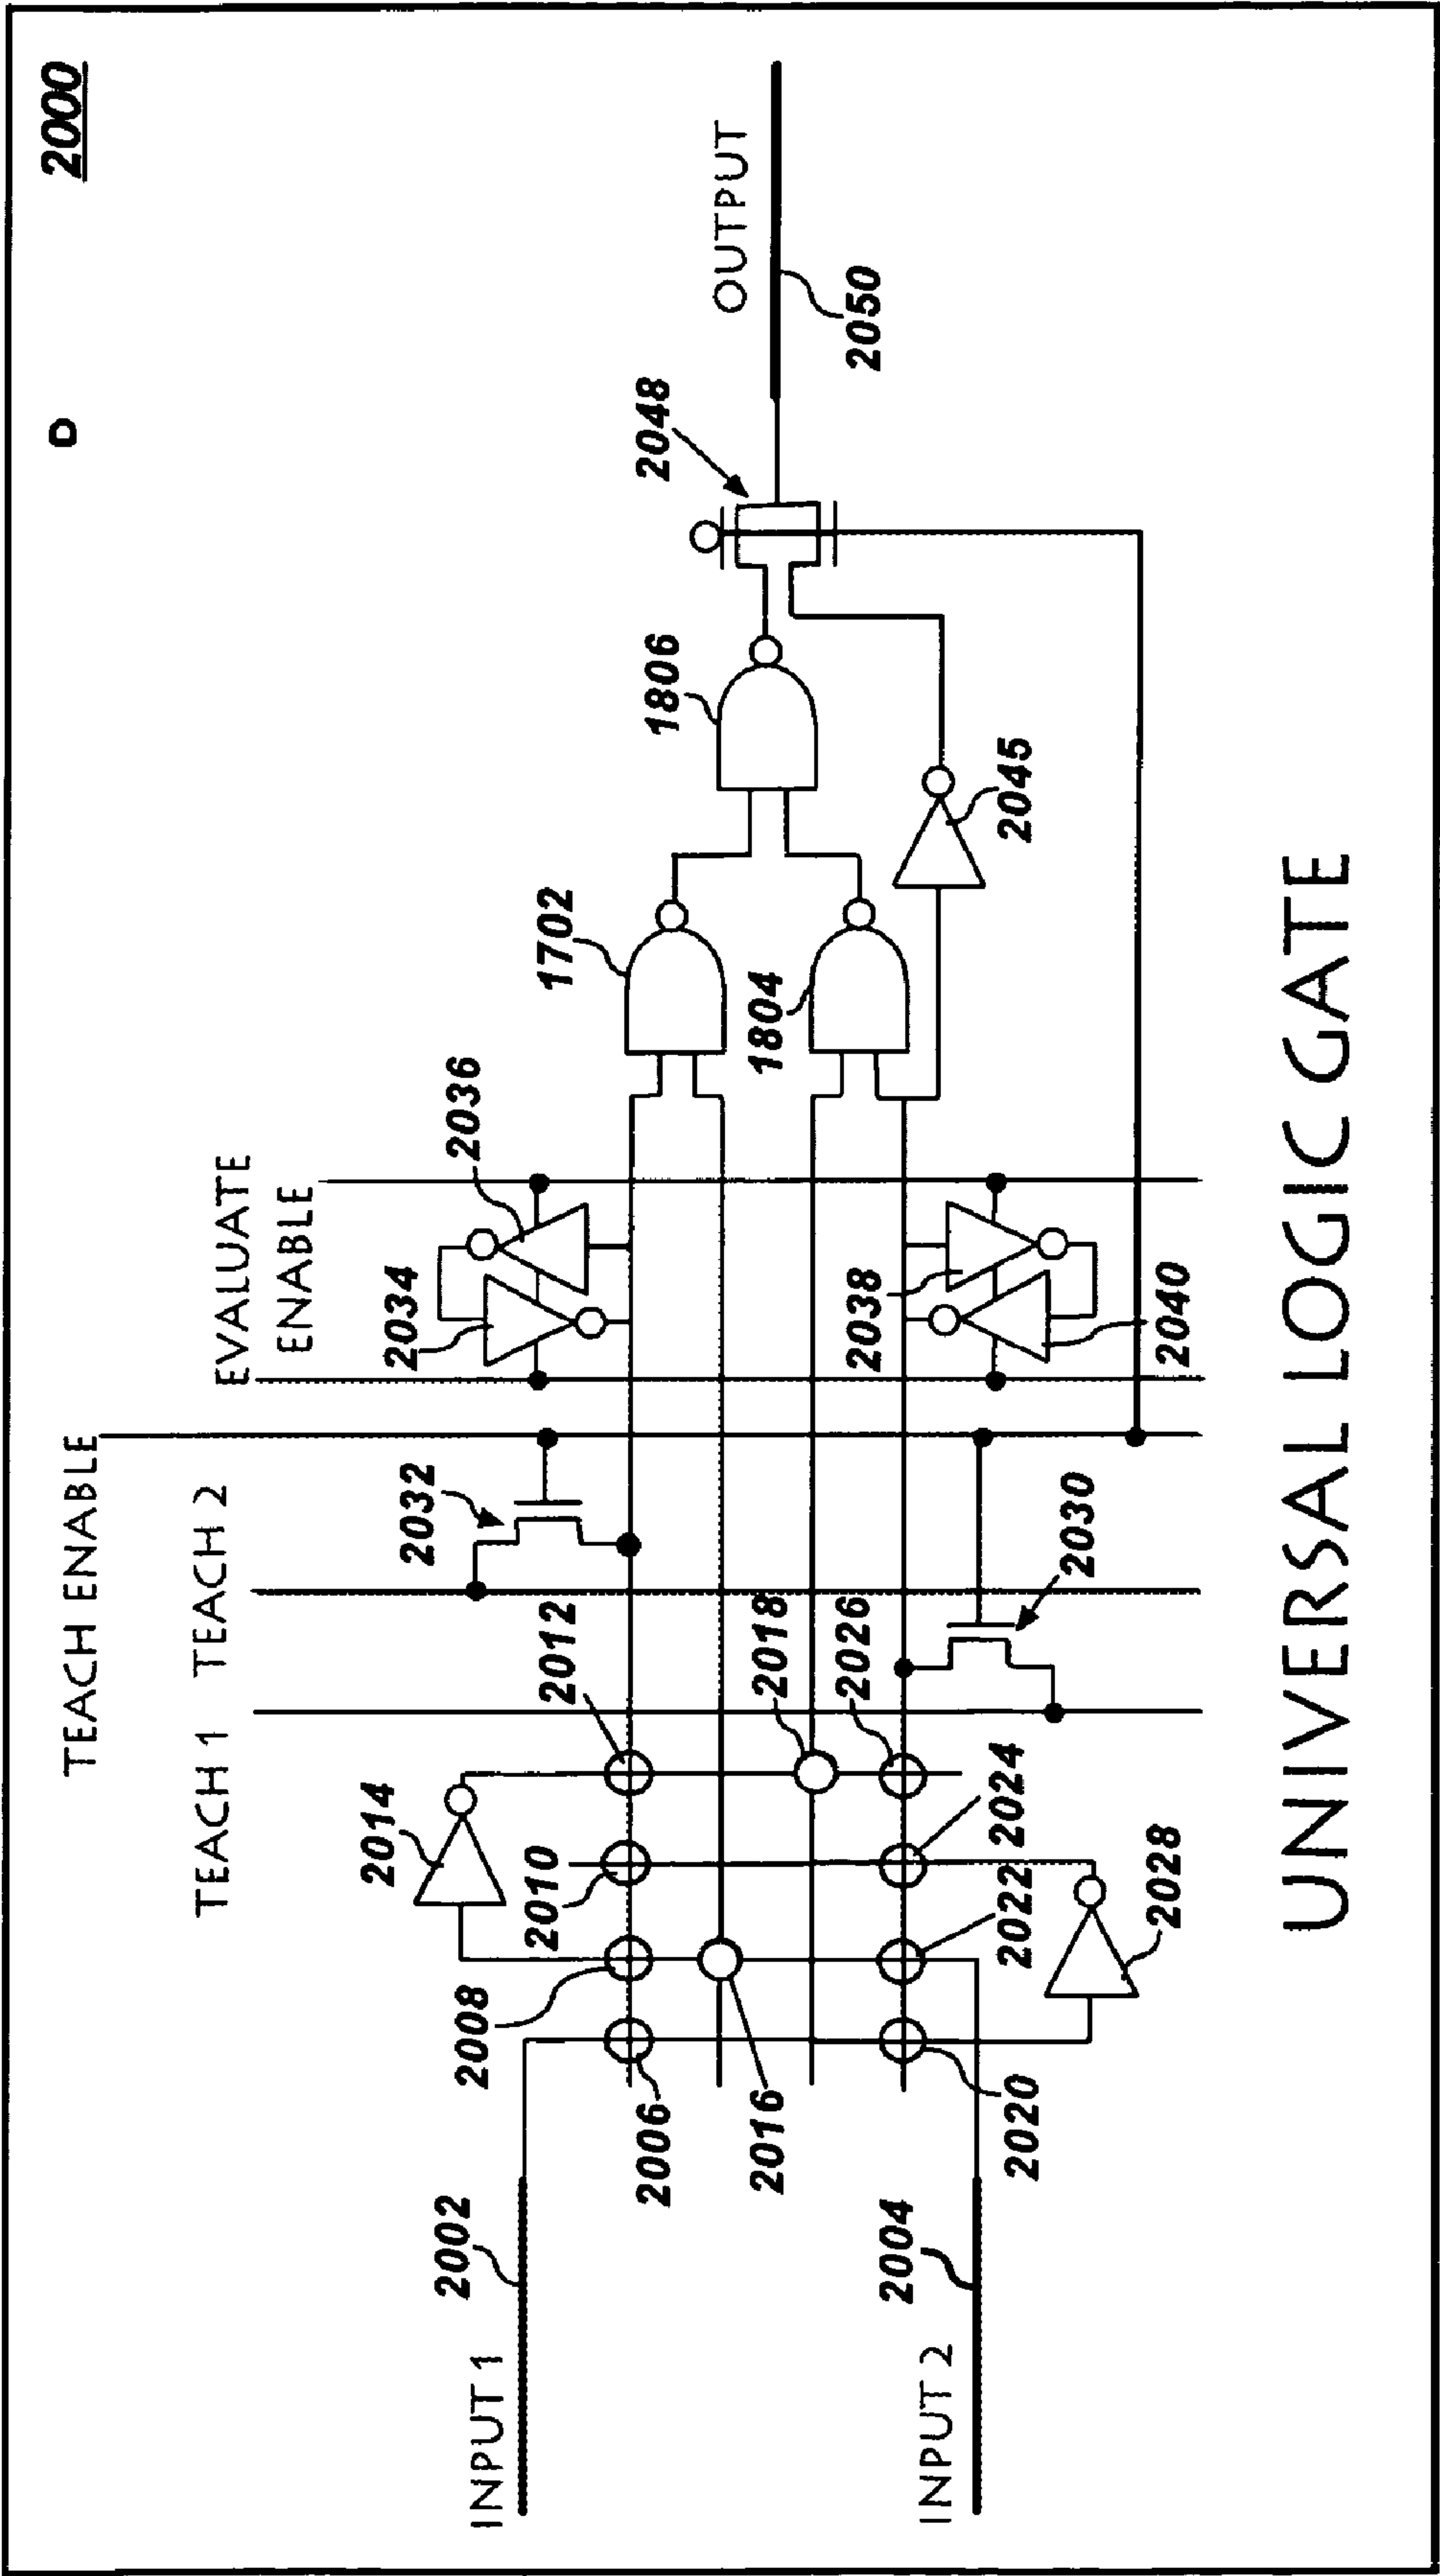 2000
D
TEACH ENABLE
TEACH 1
TEACH 2
EVALUATE
ENABLE
2014
2032
2034
2036
2002
INPUT 1
2008
2010
2012
1702
1806
2048
OUTPUT
2050
2006
2016
2018
2026
1804
2004
INPUT 2
2020
2022
2024
2030
2038
2040
2045
2028
UNIVERSAL LOGIC GATE